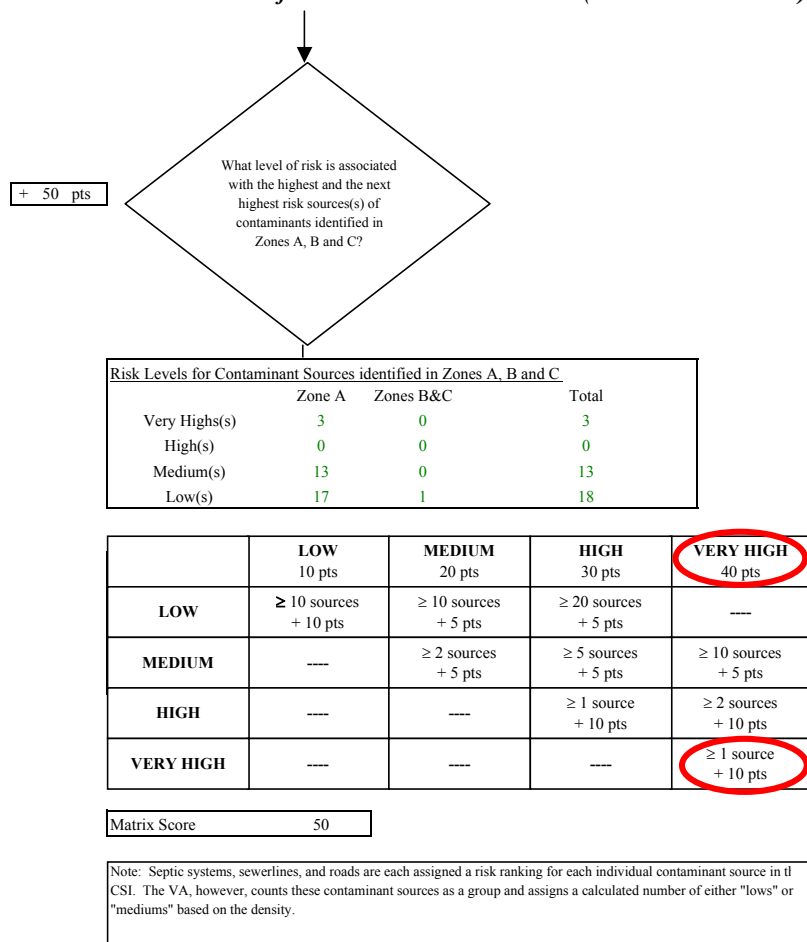 What level of risk is associated
with the highest and the next
highest risk sources(s) of
contaminants identified in
Zones A, B and C?
+ 50 pts
Risk Levels for Contaminant Sources identified in Zones A, B and C
Zone A Zones B&C Total
Very Highs(s) 3 0 3
High(s) 0 0 0
Medium(s) 13 0 13
Low(s) 17 1 18
LOW MEDIUM HIGH VERY HIGH
10 pts 20 pts 30 pts 40 pts
LOW ≥ 10 sources ≥ 10 sources ≥ 20 sources ----
+ 10 pts + 5 pts + 5 pts
MEDIUM ---- ≥ 2 sources ≥ 5 sources ≥ 10 sources
+ 5 pts + 5 pts + 5 pts
HIGH ---- ---- ≥ 1 source ≥ 2 sources
+ 10 pts + 10 pts
VERY HIGH ---- ---- ---- ≥ 1 source
+ 10 pts
Matrix Score 50
Note: Septic systems, sewerlines, and roads are each assigned a risk ranking for each individual contaminant source in
CSI. The VA, however, counts these contaminant sources as a group and assigns a calculated number of either "lows" or
"mediums" based on the density.